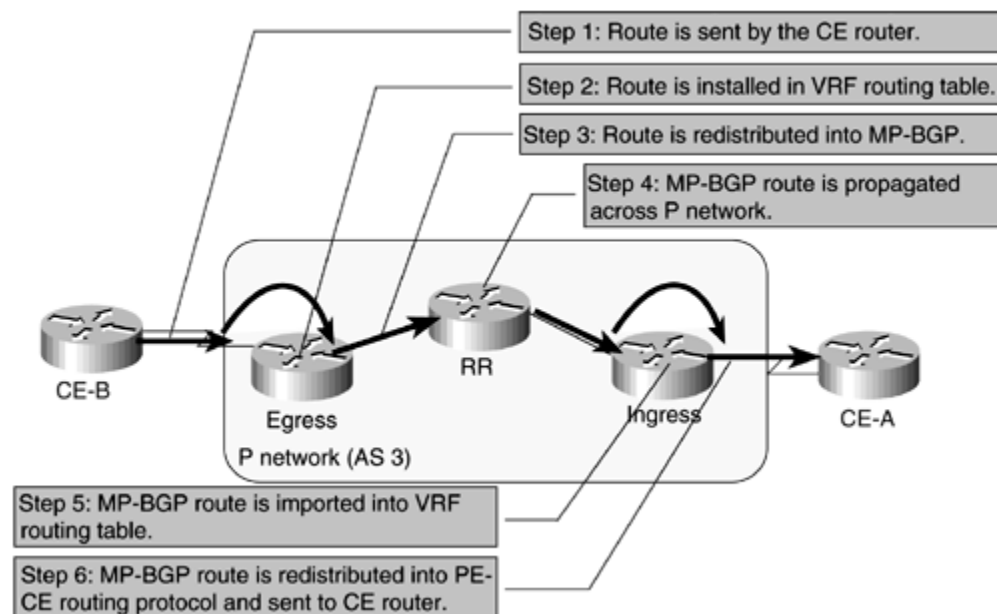 Step 1: Route is sent by the CE router.
Step 2: Route is installed in VRF routing table.
Step 3: Route is redistributed into MP-BGP.
Step 4: MP-BGP route is propagated
across P network.
CE-B
Egress
RR
Ingress
CE-A
P network (AS 3)
Step 5: MP-BGP route is imported into VRF
routing table.
Step 6: MP-BGP route is redistributed into PE-
CE routing protocol and sent to CE router.